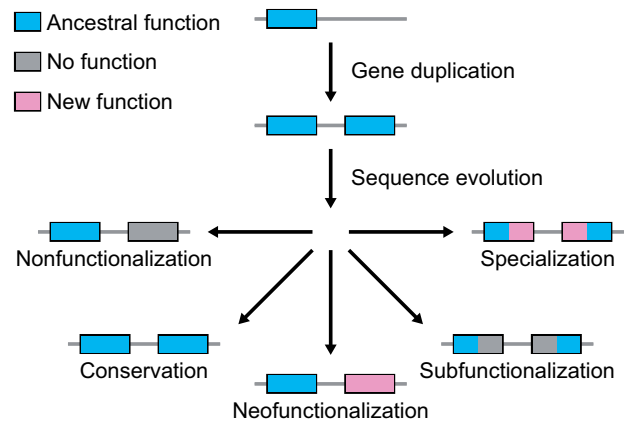 Ancestral function
No function
New function
Gene duplication
Sequence evolution
Nonfunctionalization
Specialization
Conservation
Subfunctionalization
Neofunctionalization